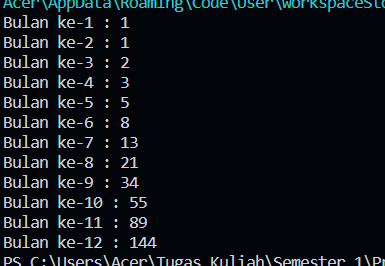 Acer\AppData\Roaming\Code\User\workspaceSto
Bulan ke-1 : 1
Bulan ke-2 : 1
Bulan ke-3 : 2
Bulan ke-4 : 3
Bulan ke-5 : 5
Bulan ke-6 : 8
Bulan ke-7 : 13
Bulan ke-8 : 21
Bulan ke-9 : 34
Bulan ke-10 : 55
Bulan ke-11 : 89
Bulan ke-12 : 144
PS C:\Users\Acer\Tugas Kuliah\Semester 1\Pr